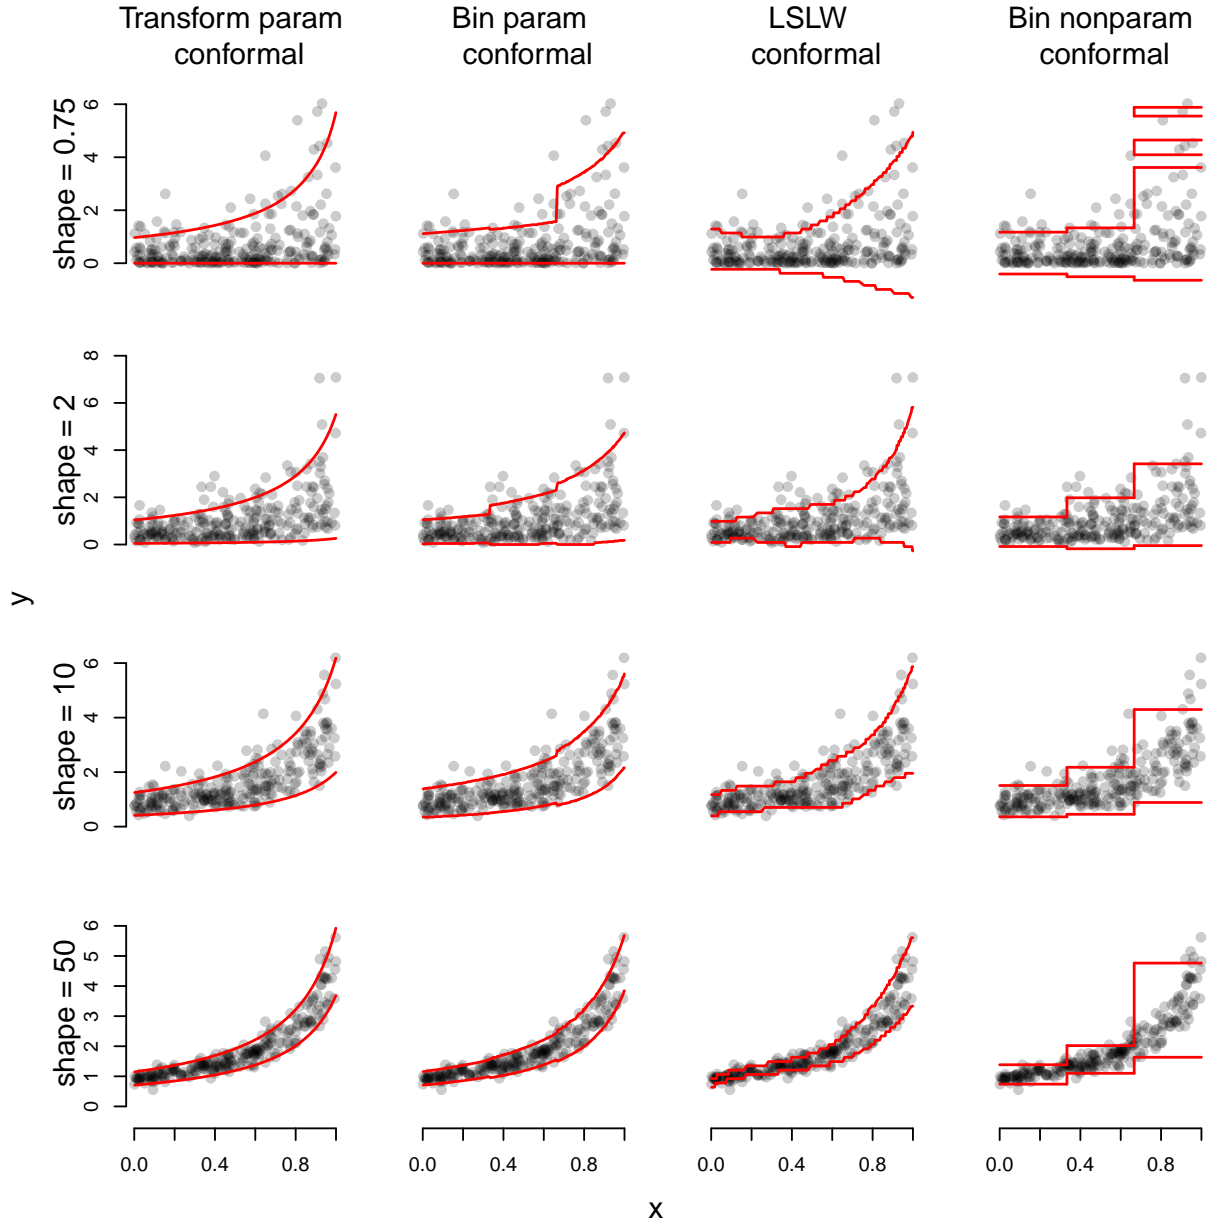 Transform param
conformal
Bin param
conformal
LSLW
conformal
Bin nonparam
conformal
shape = 0.75
0 2 4 6
shape = 2
0 2 4 6 8
y
shape = 10
0 2 4 6
shape = 50
0 1 2 3 4 5 6
0.0 0.4 0.8
0.0 0.4 0.8
0.0 0.4 0.8
0.0 0.4 0.8
x